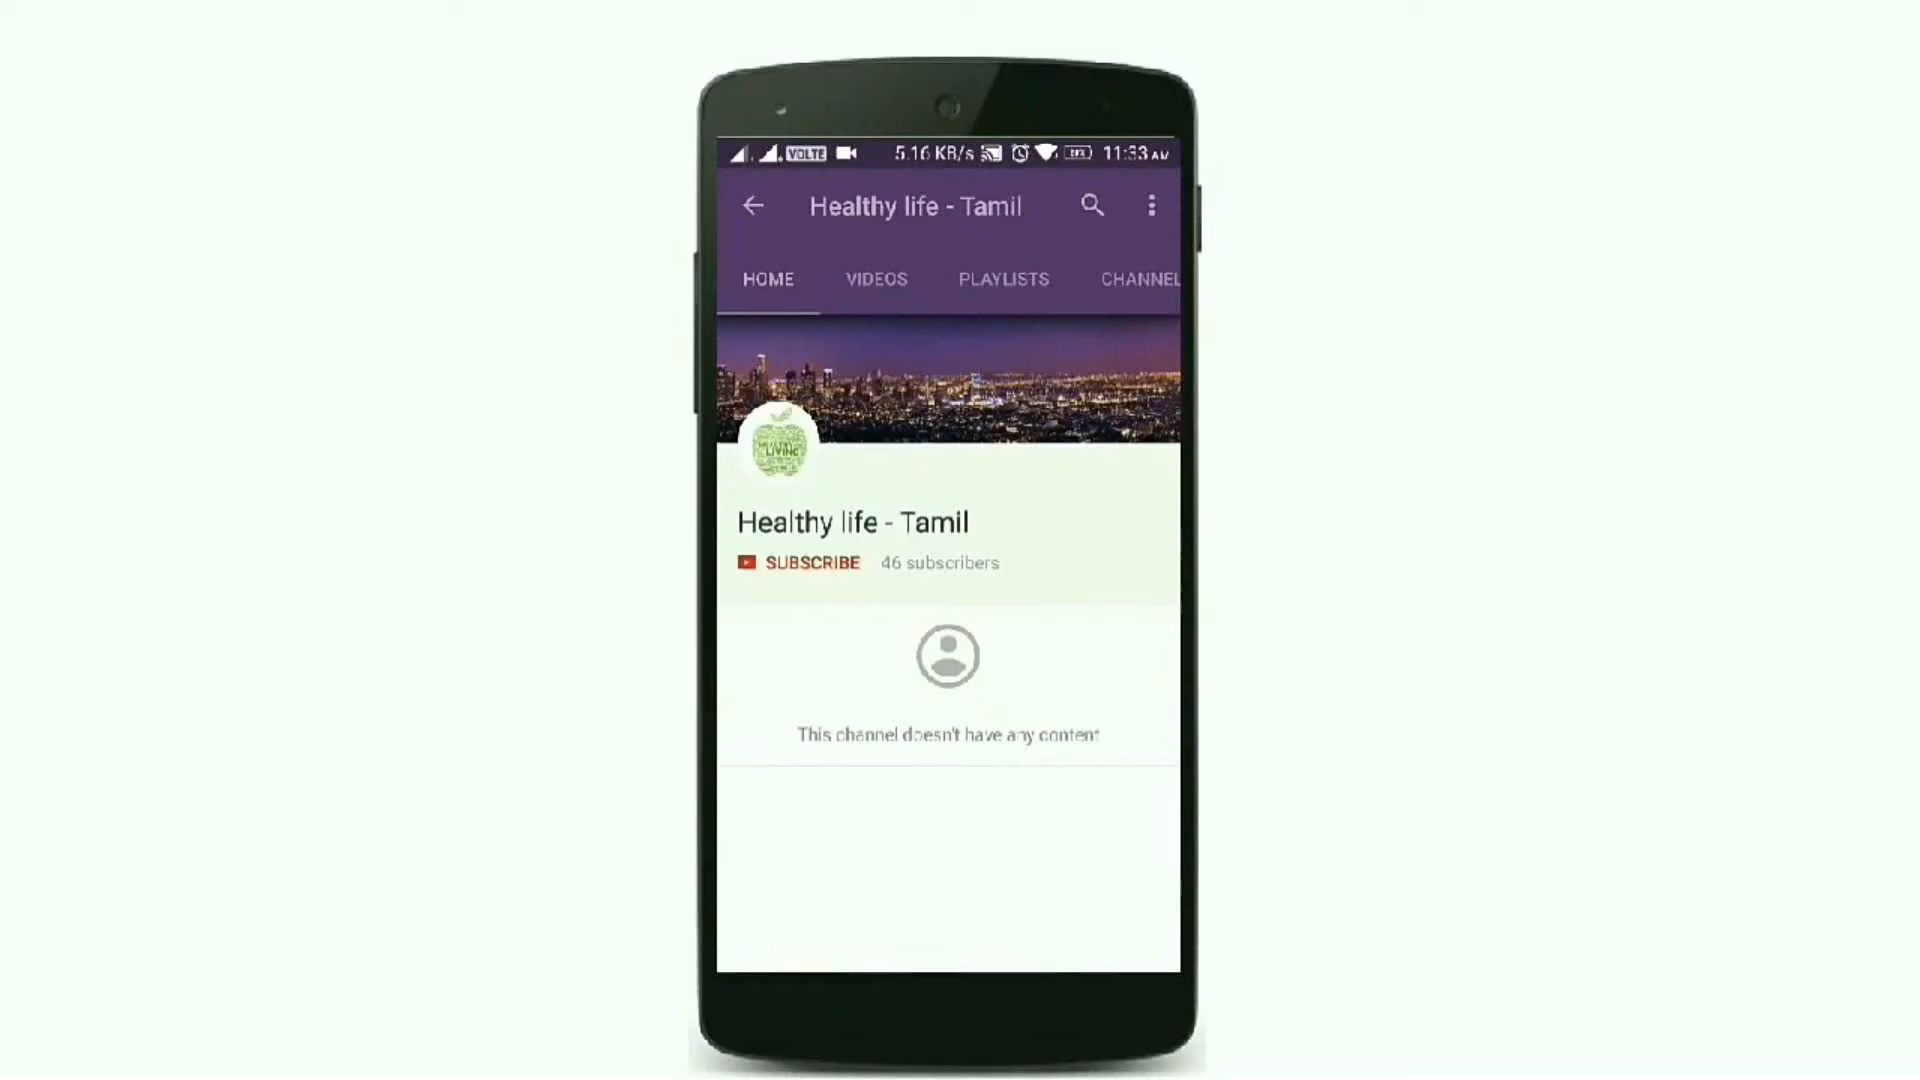 VOLTE 5.16 KB/s 11:33 AM
Healthy life - Tamil
HOME VIDEOS PLAYLISTS CHANNEL
LIVING
Healthy life - Tamil
SUBSCRIBE 46 subscribers
This channel doesn't have any content